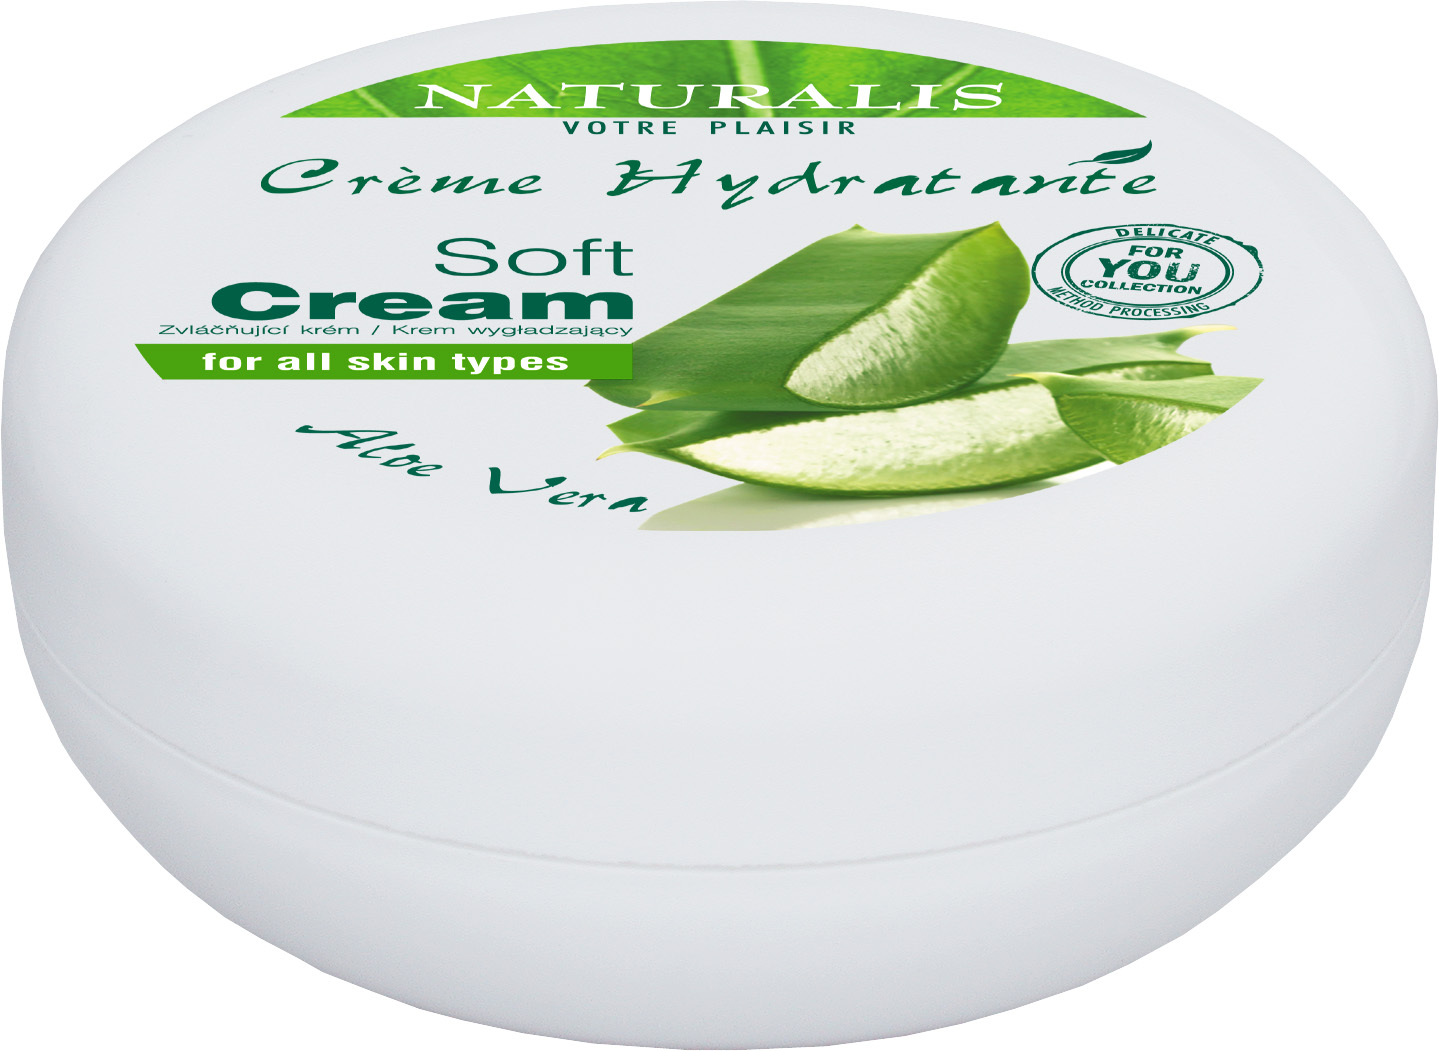 NATURALIS
VOTRE PLAISIR
Crème Hydratante
Soft
Cream
Zvláčňující krém / Krem wygładzający
for all skin types
Aloe Vera
DELICATE
FOR
YOU
COLLECTION
METHOD PROCESSING